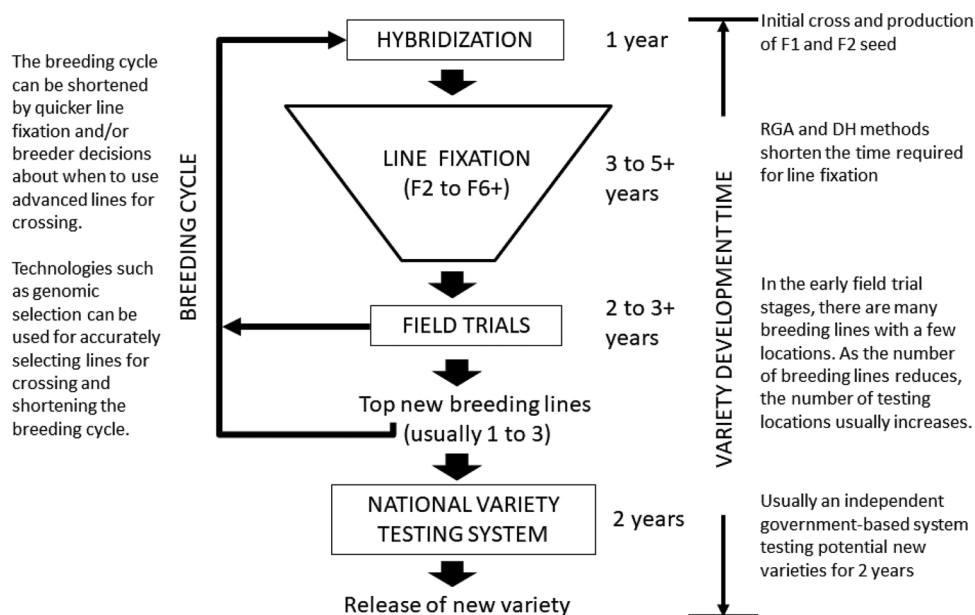 The breeding cycle
can be shortened
by quicker line
fixation and/or
breeder decisions
about when to use
advanced lines for
crossing.
Technologies such
as genomic
selection can be
used for accurately
selecting lines for
crossing and
shortening the
breeding cycle.
BREEDING CYCLE
HYBRIDIZATION
1 year
LINE FIXATION
(F2 to F6+)
3 to 5+
years
FIELD TRIALS
2 to 3+
years
Top new breeding lines
(usually 1 to 3)
NATIONAL VARIETY
TESTING SYSTEM
2 years
Release of new variety
VARIETY DEVELOPMENT TIME
Initial cross and production
of F1 and F2 seed
RGA and DH methods
shorten the time required
for line fixation
In the early field trial
stages, there are many
breeding lines with a few
locations. As the number
of breeding lines reduces,
the number of testing
locations usually increases.
Usually an independent
government-based system
testing potential new
varieties for 2 years